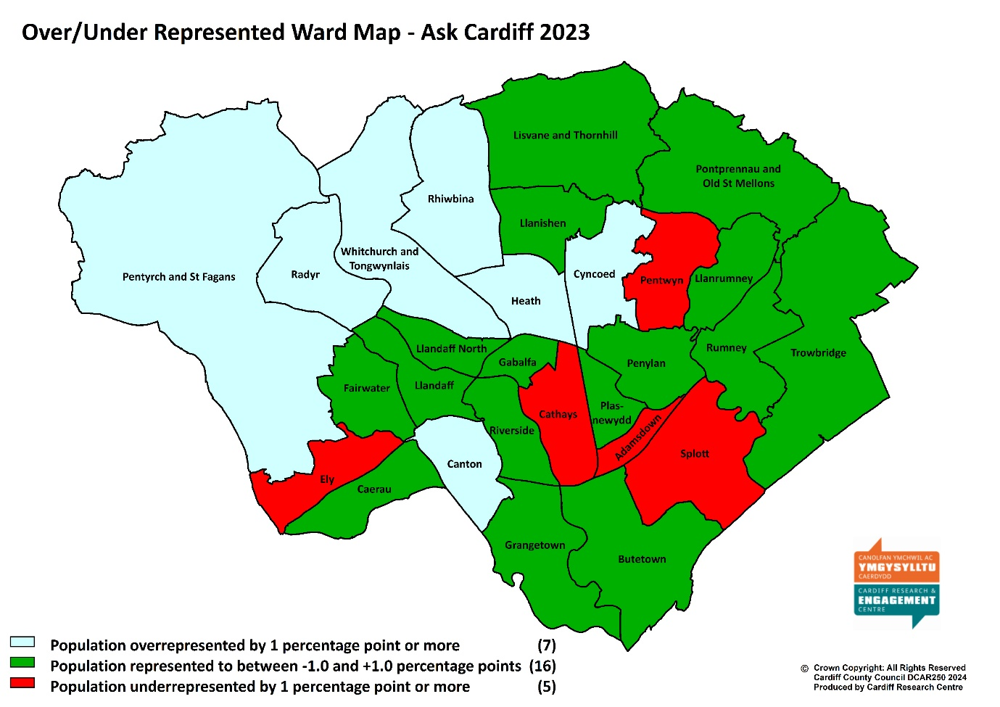 Over/Under Represented Ward Map - Ask Cardiff 2023
Lisvane and Thornhill
Pontprennau and
Old St Mellons
Rhiwbina
Llanishen
Whitchurch and
Tongwynlais
Pentyrch and St Fagans
Radyr
Cyncoed
Pentwyn
Llanrumney
Heath
Llandaff North
Rumney
Trowbridge
Gabalfa
Penylan
Fairwater
Llandaff
Cathays
Plas-
newydd
Riverside
Adamsdown
Splott
Canton
Ely
Caerau
Grangetown
Butetown
CANOLFAN YMCHWIL AC
YMGYSYLLTU
CAERDYDD
CARDIFF RESEARCH &
ENGAGEMENT
CENTRE
Population overrepresented by 1 percentage point or more (7)
Population represented to between -1.0 and +1.0 percentage points (16)
Population underrepresented by 1 percentage point or more (5)
© Crown Copyright: All Rights Reserved
Cardiff County Council DCAR250 2024
Produced by Cardiff Research Centre